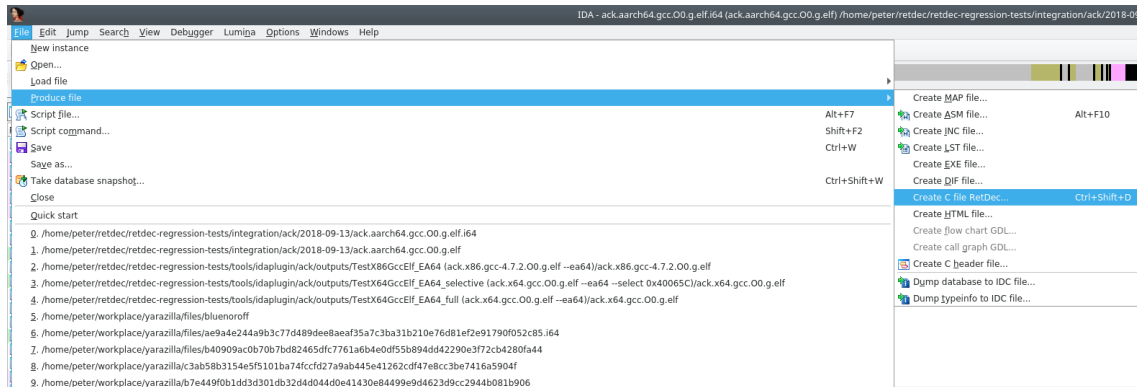 IDA - ack.aarch64.gcc.O0.g.elf.i64 (ack.aarch64.gcc.O0.g.elf) /home/peter/retdec/retdec-regression-tests/integration/ack/2018-09
File Edit Jump Search View Debugger Lumina Options Windows Help
New instance
Open...
Load file
Produce file
Script file... Alt+F7
Script command... Shift+F2
Save Ctrl+W
Save as...
Take database snapshot... Ctrl+Shift+W
Close
Quick start
0. /home/peter/retdec/retdec-regression-tests/integration/ack/2018-09-13/ack.aarch64.gcc.O0.g.elf.i64
1. /home/peter/retdec/retdec-regression-tests/integration/ack/2018-09-13/ack.aarch64.gcc.O0.g.elf
2. /home/peter/retdec/retdec-regression-tests/tools/idaplugin/ack/outputs/TestX86GccElf_EA64 (ack.x86.gcc-4.7.2.O0.g.elf --ea64)/ack.x86.gcc-4.7.2.O0.g.elf
3. /home/peter/retdec/retdec-regression-tests/tools/idaplugin/ack/outputs/TestX64GccElf_EA64_selective (ack.x64.gcc.O0.g.elf --ea64 --select 0x40065C)/ack.x64.gcc.O0.g.elf
4. /home/peter/retdec/retdec-regression-tests/tools/idaplugin/ack/outputs/TestX64GccElf_EA64_full (ack.x64.gcc.O0.g.elf --ea64)/ack.x64.gcc.O0.g.elf
5. /home/peter/workplace/yarazilla/files/bluenoroff
6. /home/peter/workplace/yarazilla/files/ae9a4e244a9b3c77d489dee8aeaf35a7c3ba31b210e76d81ef2e91790f052c85.i64
7. /home/peter/workplace/yarazilla/files/b40909ac0b70b7bd82465dfc7761a6b4e0df55b894dd42290e3f72cb4280fa44
8. /home/peter/workplace/yarazilla/c3ab58b3154e5f5101ba74fccfd27a9ab445e41262cdf47e8cc3be7416a5904f
9. /home/peter/workplace/yarazilla/b7e449f0b1dd3d301db32d4d044d0e41430e84499e9d4623d9cc2944b081b906
Create MAP file...
Create ASM file... Alt+F10
Create INC file...
Create LST file...
Create EXE file...
Create DIF file...
Create C file RetDec... Ctrl+Shift+D
Create HTML file...
Create flow chart GDL...
Create call graph GDL...
Create C header file...
Dump database to IDC file...
Dump typeinfo to IDC file...